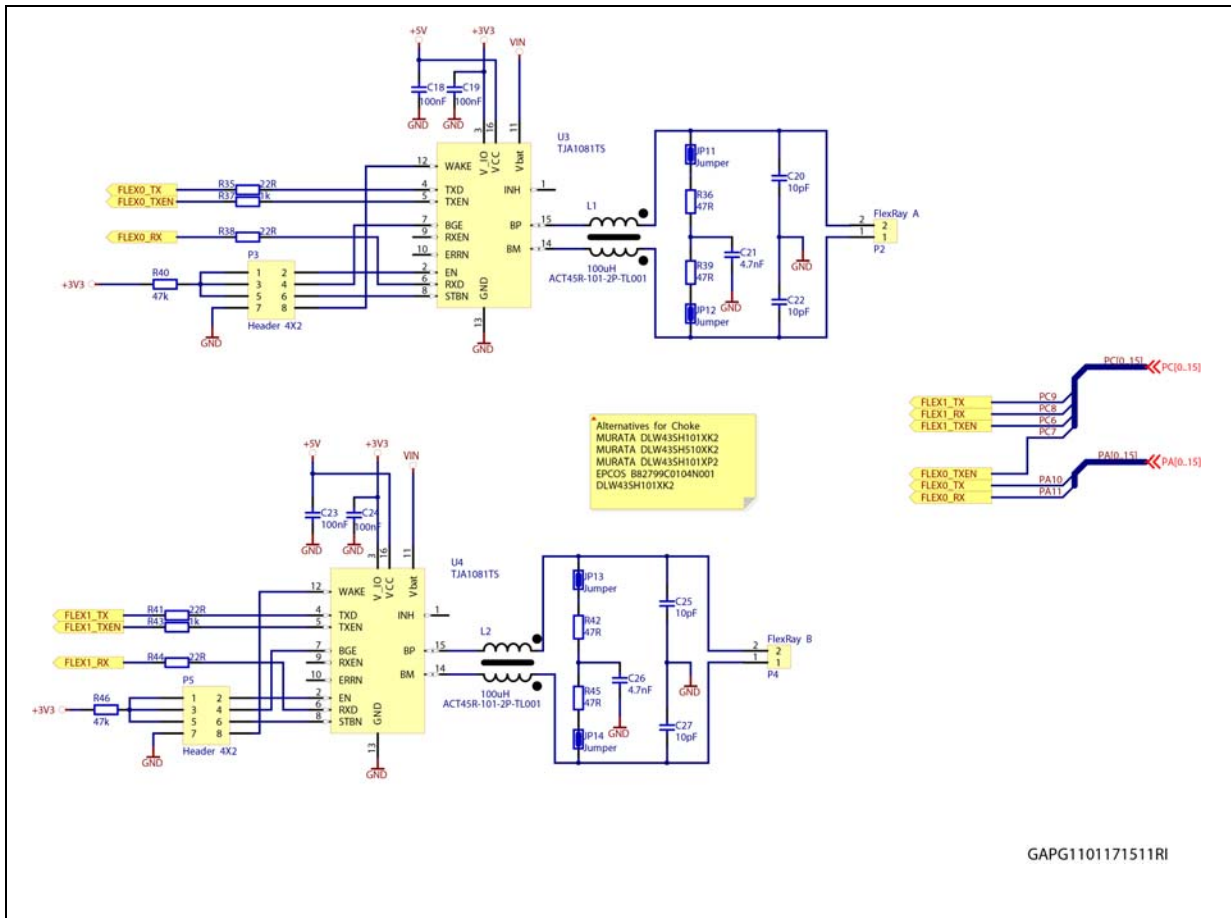 +5V
+3V3
VIN
C18
100nF
C19
100nF
GND
GND
3
16
11
U3
TJA1081TS
V_IO
VCC
Vbat
12
WAKE
FLEX0_TX
R35
22R
4
TXD
FLEX0_TXEN
R37
1k
5
TXEN
INH
1
7
BGE
FLEX0_RX
R38
22R
9
RXEN
10
ERRN
BP
15
BM
14
P3
+3V3
R40
47k
1
2
3
4
5
6
7
8
Header 4X2
GND
2
EN
6
RXD
8
STBN
GND
13
GND
L1
100uH
ACT45R-101-2P-TL001
JP11
Jumper
R36
47R
R39
47R
JP12
Jumper
C21
4.7nF
GND
C20
10pF
GND
C22
10pF
FlexRay A
2
2
1
1
P2
PC[0..15]
PC[0..15]
FLEX1_TX
PC9
FLEX1_RX
PC8
FLEX1_TXEN
PC6
PC7
PA[0..15]
PA[0..15]
FLEX0_TXEN
FLEX0_TX
PA10
FLEX0_RX
PA11
Alternatives for Choke
MURATA DLW43SH101XK2
MURATA DLW43SH510XK2
MURATA DLW43SH101XP2
EPCOS B82799C0104N001
DLW43SH101XK2
+5V
+3V3
VIN
C23
100nF
C24
100nF
GND
GND
3
16
11
U4
TJA1081TS
V_IO
VCC
Vbat
12
WAKE
FLEX1_TX
R41
22R
4
TXD
FLEX1_TXEN
R43
1k
5
TXEN
INH
1
7
BGE
FLEX1_RX
R44
22R
9
RXEN
10
ERRN
BP
15
BM
14
P5
+3V3
R46
47k
1
2
3
4
5
6
7
8
Header 4X2
GND
2
EN
6
RXD
8
STBN
GND
13
GND
L2
100uH
ACT45R-101-2P-TL001
JP13
Jumper
R42
47R
R45
47R
JP14
Jumper
C26
4.7nF
GND
C25
10pF
GND
C27
10pF
FlexRay B
2
2
1
1
P4
GAPG1101171511RI